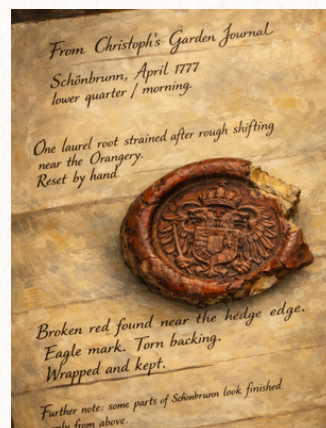 From Christoph's Garden Journal
Schönbrunn, April 1777
lower quarter / morning.
One laurel root strained after rough shifting
near the Orangery.
Reset by hand
Broken red found near the hedge edge.
Eagle mark. Torn backing.
Wrapped and kept.
Further note: some parts of Schönbrunn look finished
only from above.